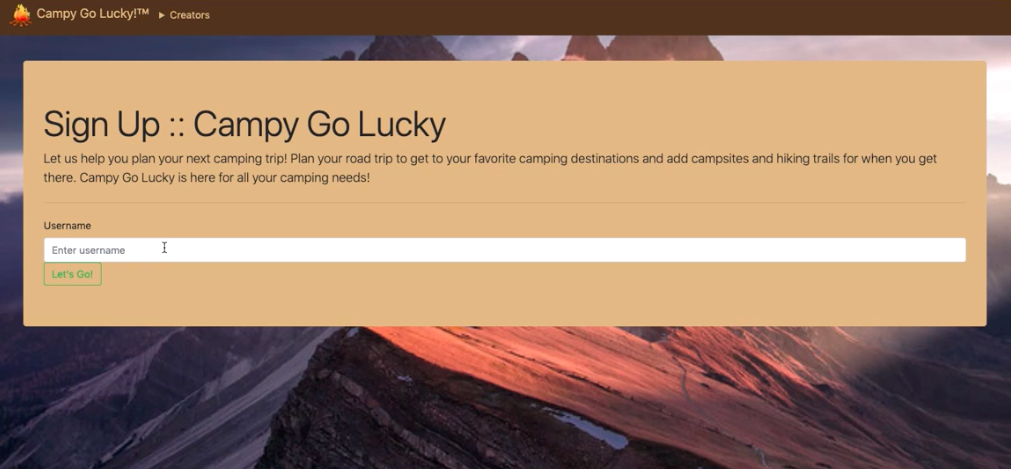 Campy Go Lucky!™ ▸ Creators
Sign Up :: Campy Go Lucky
Let us help you plan your next camping trip! Plan your road trip to get to your favorite camping destinations and add campsites and hiking trails for when you get
there. Campy Go Lucky is here for all your camping needs!
Username
Enter username
Let's Go!